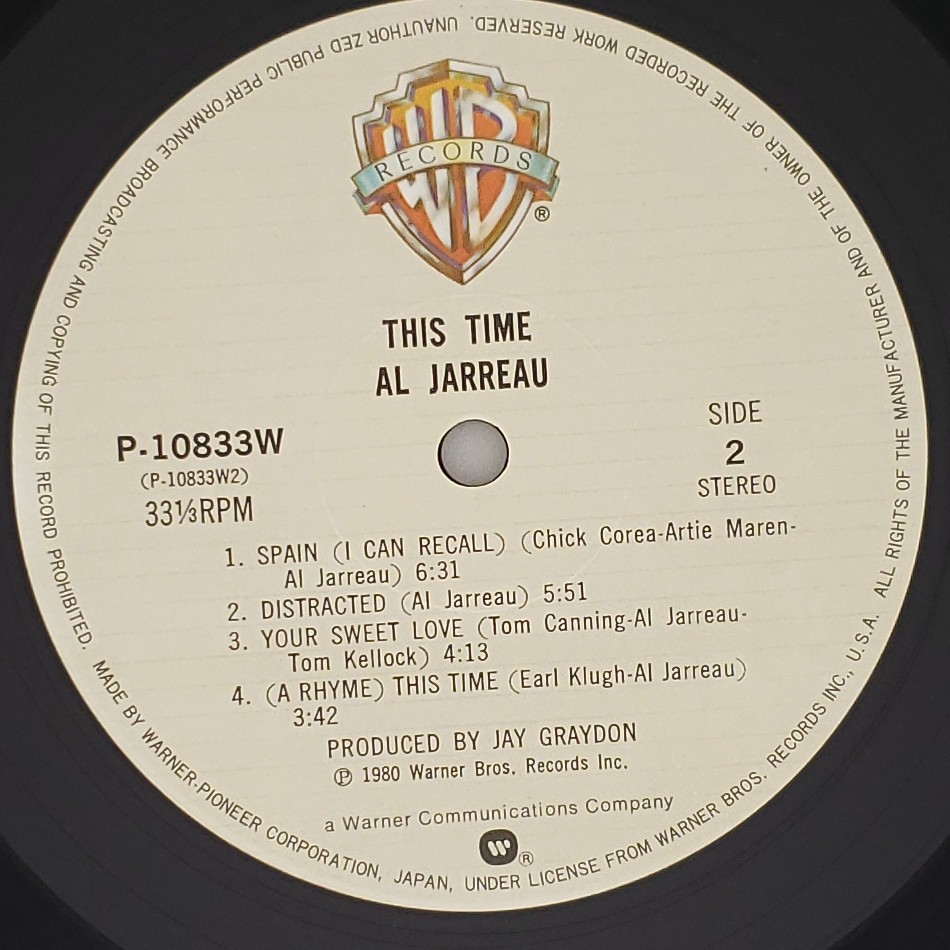 WB
RECORDS
®
THIS TIME
AL JARREAU
P-10833W
(P-10833W2)
33⅓RPM
SIDE
2
STEREO
1. SPAIN (I CAN RECALL) (Chick Corea-Artie Maren-
Al Jarreau) 6:31
2. DISTRACTED (Al Jarreau) 5:51
3. YOUR SWEET LOVE (Tom Canning-Al Jarreau-
Tom Kellock) 4:13
4. (A RHYME) THIS TIME (Earl Klugh-Al Jarreau)
3:42
PRODUCED BY JAY GRAYDON
Ⓟ 1980 Warner Bros. Records Inc.
a Warner Communications Company
W ®
MADE BY WARNER-PIONEER CORPORATION, JAPAN, UNDER LICENSE FROM WARNER BROS. RECORDS INC., U.S.A. ALL RIGHTS OF THE MANUFACTURER AND OF THE OWNER OF THE RECORDED WORK RESERVED. UNAUTHOR ZED PUBLIC PERFORMANCE BROADCASTING AND COPYING OF THIS RECORD PROHIBITED.